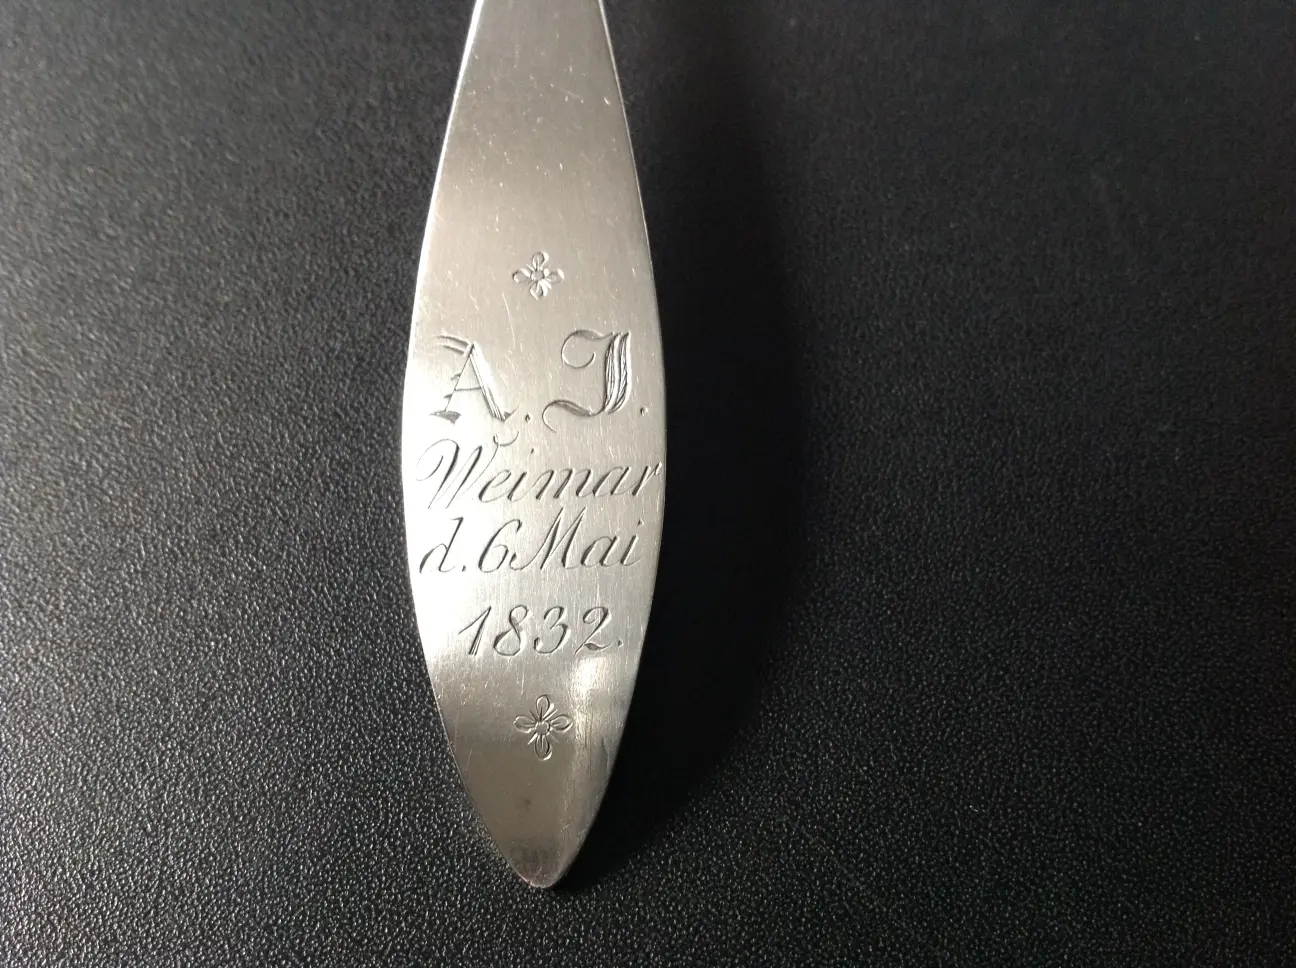 A. J.
Weimar
d. 6 Mai
1832.